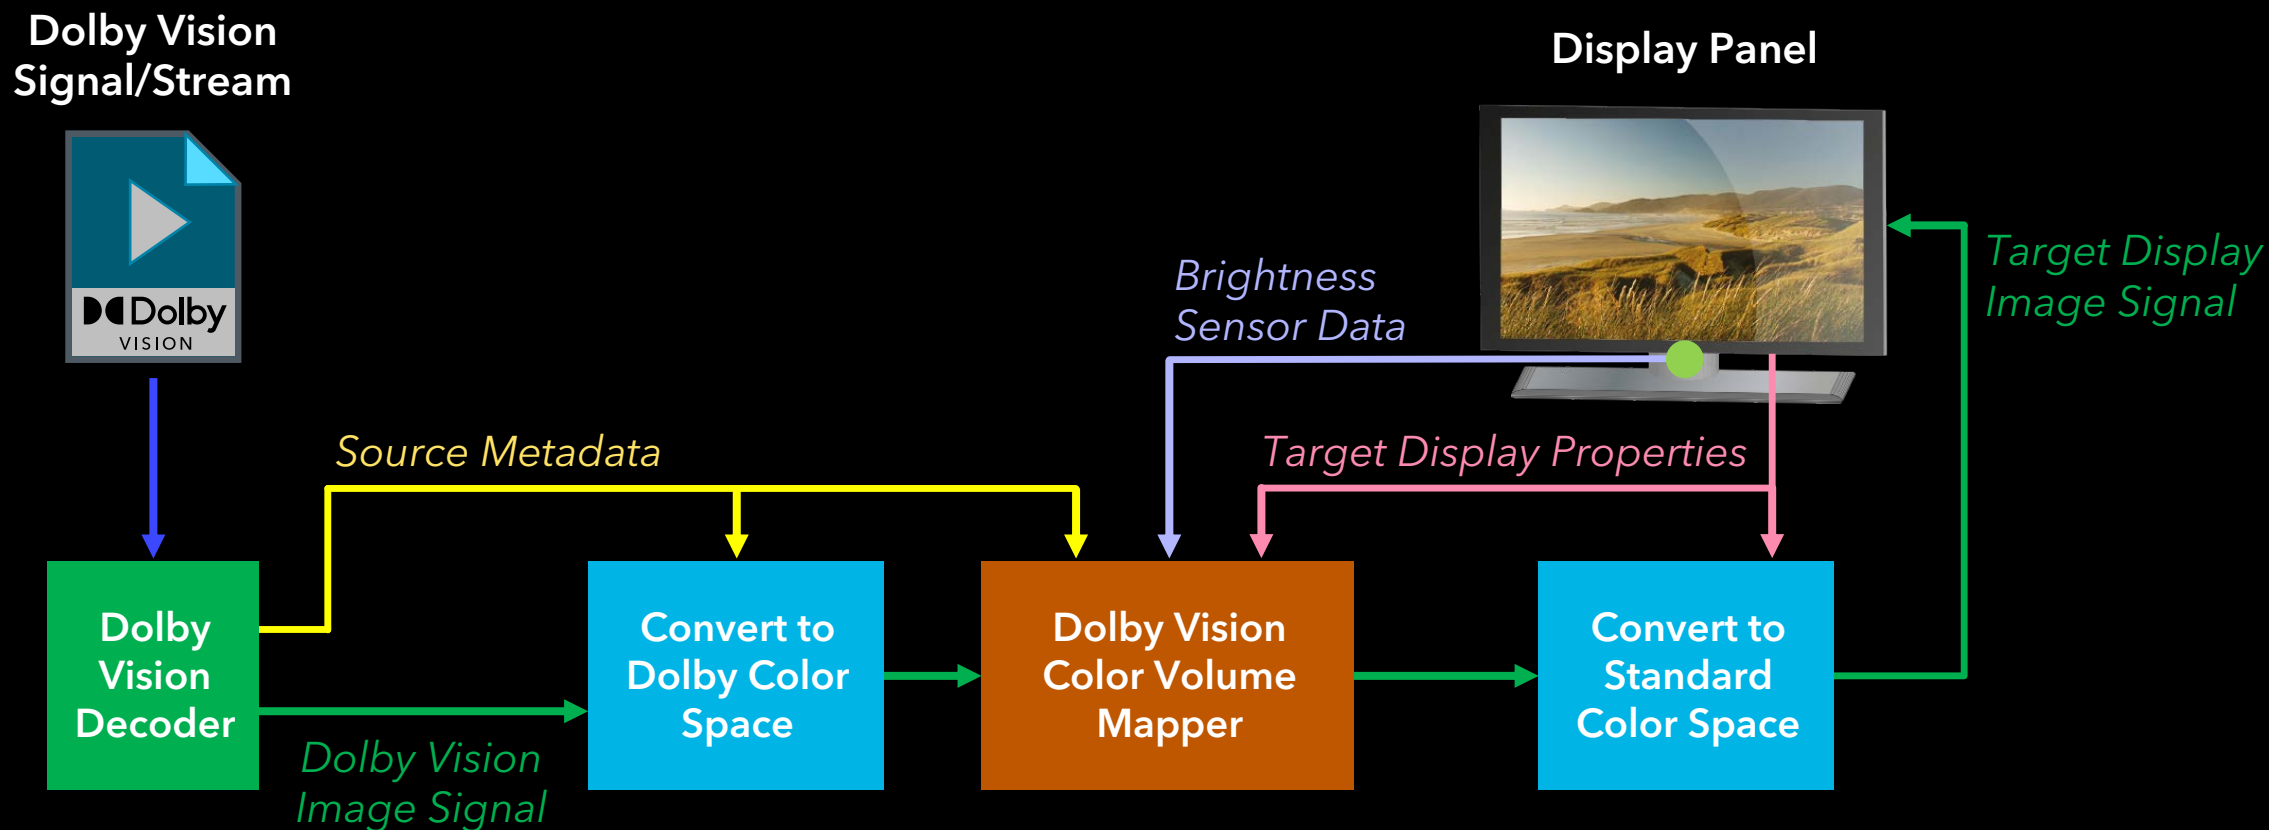 Dolby Vision
Signal/Stream
Display Panel
Dolby
VISION
Brightness
Sensor Data
Target Display
Image Signal
Source Metadata
Target Display Properties
Dolby
Vision
Decoder
Convert to
Dolby Color
Space
Dolby Vision
Color Volume
Mapper
Convert to
Standard
Color Space
Dolby Vision
Image Signal